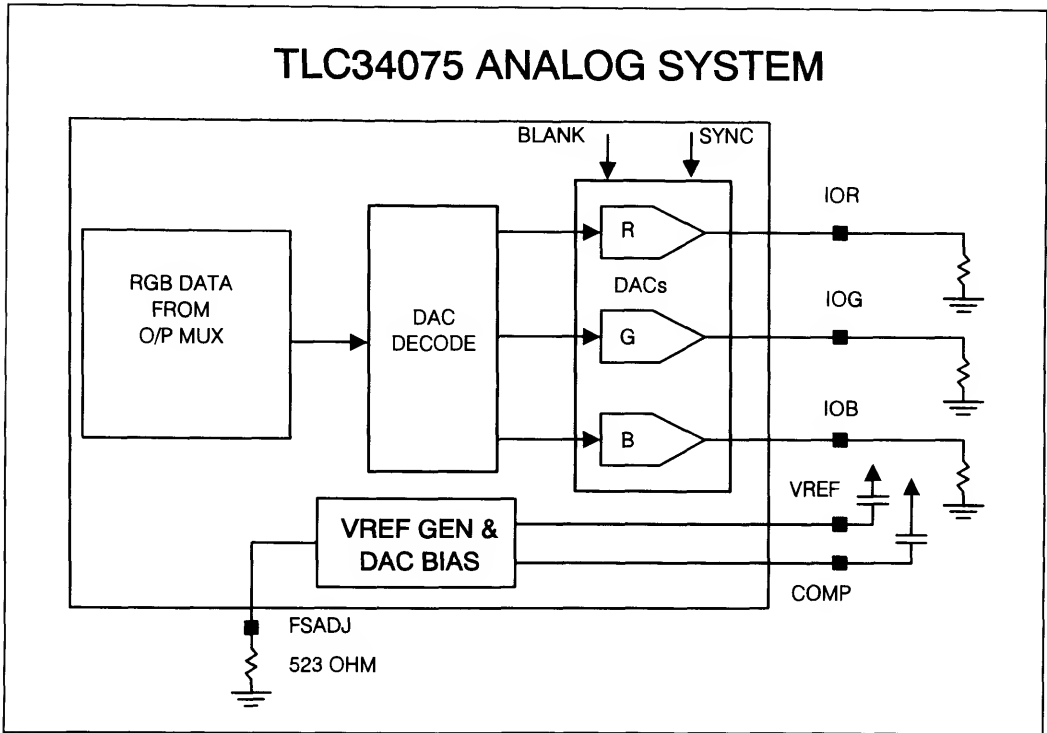 TLC34075 ANALOG SYSTEM
BLANK
SYNC
IOR
R
RGB DATA
FROM
O/P MUX
DAC
DECODE
DACs
IOG
G
IOB
B
VREF
VREF GEN &
DAC BIAS
COMP
FSADJ
523 OHM